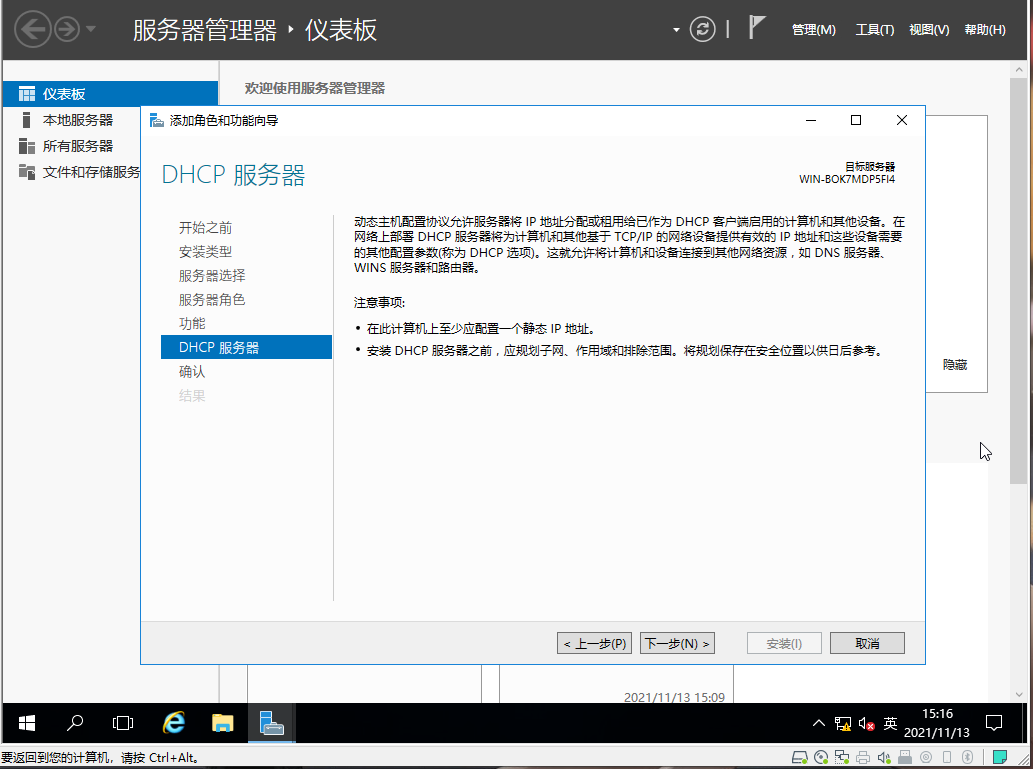 服务器管理器 ‣ 仪表板
管理(M) 工具(T) 视图(V) 帮助(H)
仪表板
本地服务器
所有服务器
文件和存储服务
欢迎使用服务器管理器
添加角色和功能向导
DHCP 服务器
目标服务器
WIN-BOK7MDP5FI4
开始之前
安装类型
服务器选择
服务器角色
功能
DHCP 服务器
确认
结果
动态主机配置协议允许服务器将 IP 地址分配或租用给已作为 DHCP 客户端启用的计算机和其他设备。在
网络上部署 DHCP 服务器将为计算机和其他基于 TCP/IP 的网络设备提供有效的 IP 地址和这些设备需要
的其他配置参数(称为 DHCP 选项)。这就允许将计算机和设备连接到其他网络资源，如 DNS 服务器、
WINS 服务器和路由器。
注意事项:
• 在此计算机上至少应配置一个静态 IP 地址。
• 安装 DHCP 服务器之前，应规划子网、作用域和排除范围。将规划保存在安全位置以供日后参考。
隐藏
< 上一步(P) 下一步(N) > 安装(I) 取消
2021/11/13 15:09
英
15:16
2021/11/13
要返回到您的计算机，请按 Ctrl+Alt。